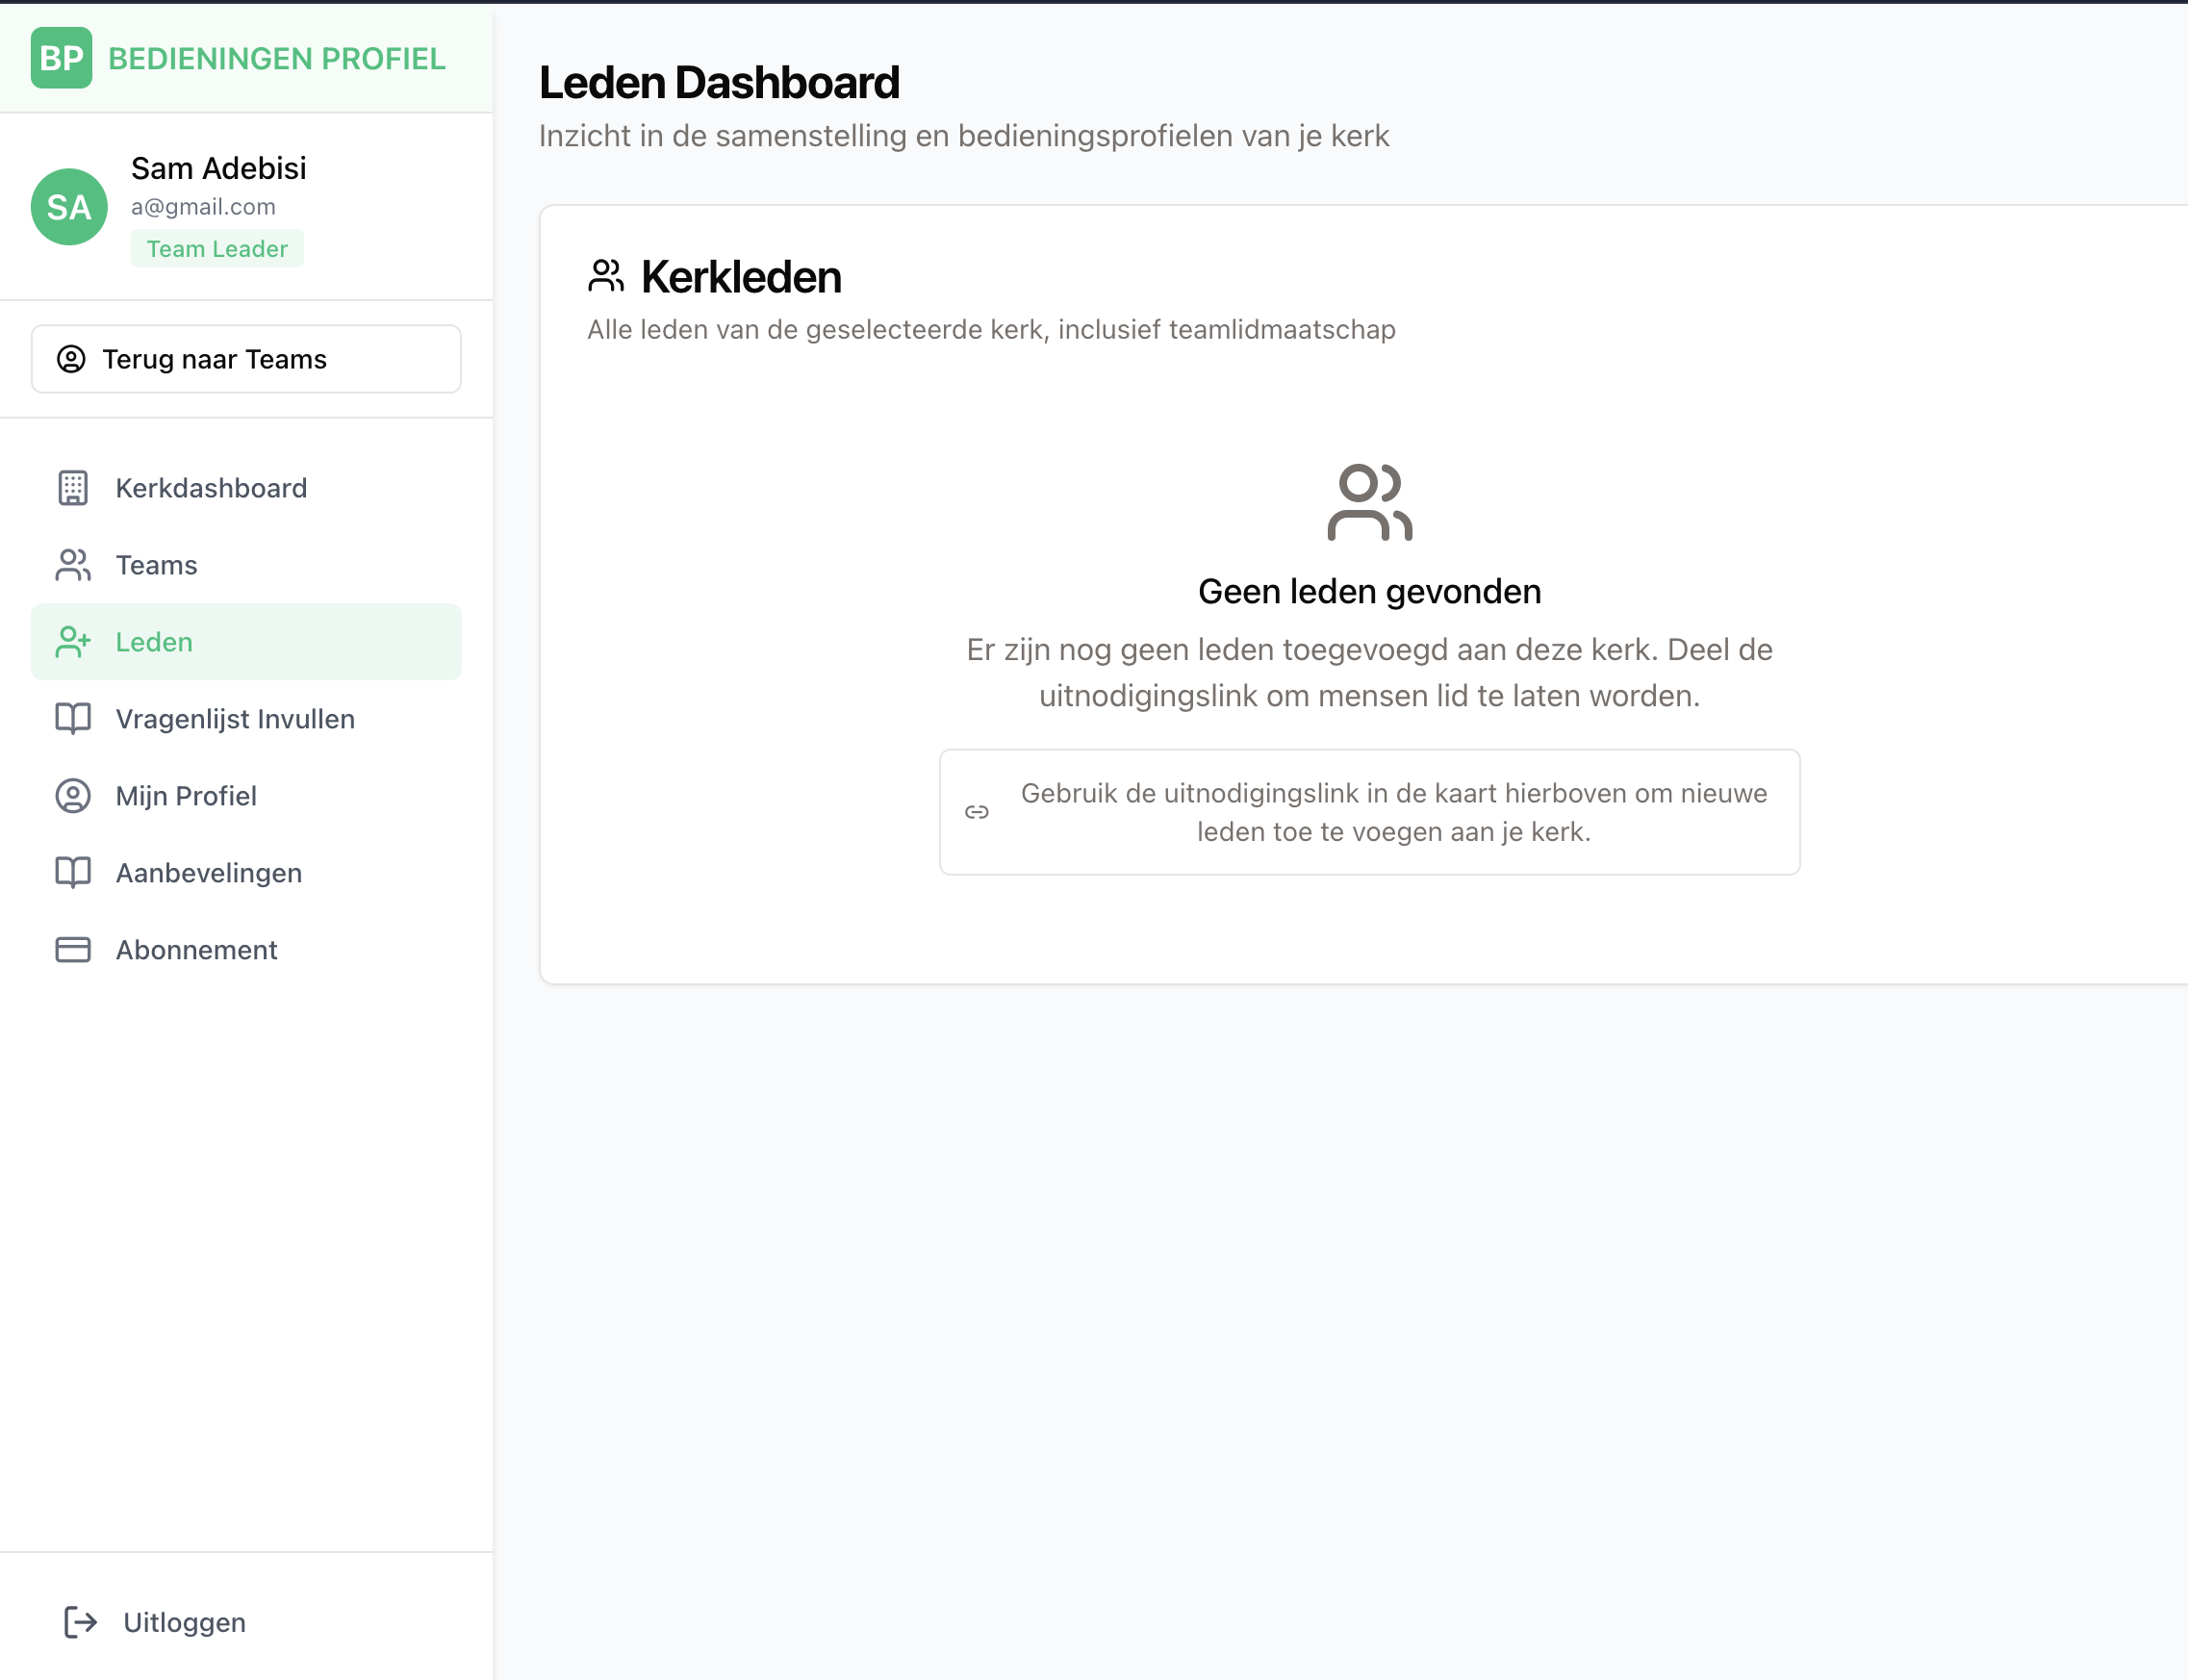 BP BEDIENINGEN PROFIEL
SA
Sam Adebisi
a@gmail.com
Team Leader
Terug naar Teams
Kerkdashboard
Teams
Leden
Vragenlijst Invullen
Mijn Profiel
Aanbevelingen
Abonnement
Uitloggen
Leden Dashboard
Inzicht in de samenstelling en bedieningsprofielen van je kerk
Kerkleden
Alle leden van de geselecteerde kerk, inclusief teamlidmaatschap
Geen leden gevonden
Er zijn nog geen leden toegevoegd aan deze kerk. Deel de
uitnodigingslink om mensen lid te laten worden.
Gebruik de uitnodigingslink in de kaart hierboven om nieuwe
leden toe te voegen aan je kerk.